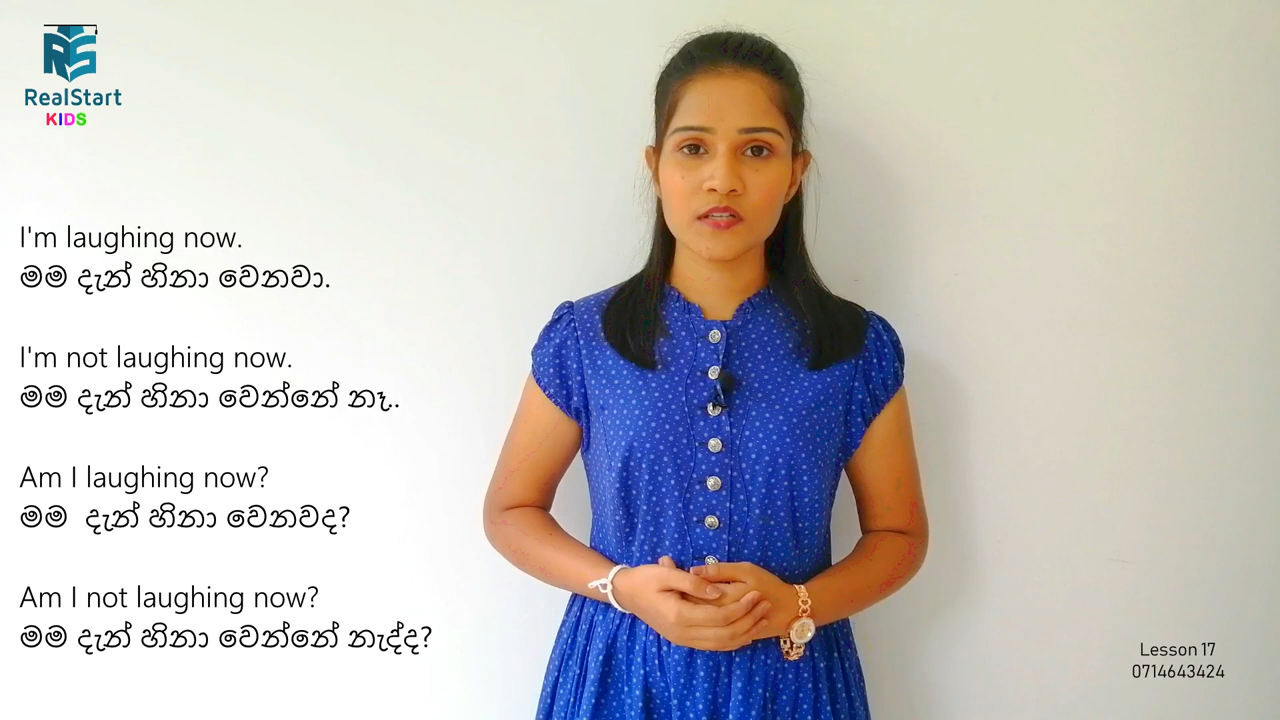 RS
RealStart
KIDS
I'm laughing now.
මම දැන් හිනා වෙනවා.
I'm not laughing now.
මම දැන් හිනා වෙන්නේ නෑ..
Am I laughing now?
මම  දැන් හිනා වෙනවද?
Am I not laughing now?
මම දැන් හිනා වෙන්නේ නැද්ද?
Lesson 17
0714643424